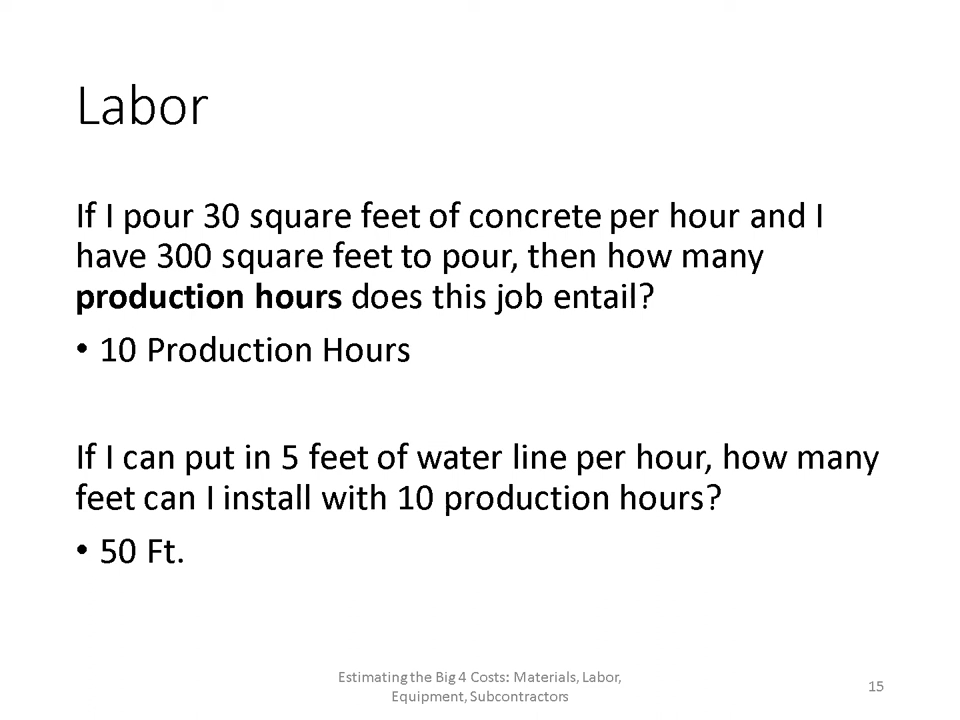 Labor
If I pour 30 square feet of concrete per hour and I
have 300 square feet to pour, then how many
production hours does this job entail?
• 10 Production Hours
If I can put in 5 feet of water line per hour, how many
feet can I install with 10 production hours?
• 50 Ft.
Estimating the Big 4 Costs: Materials, Labor,
Equipment, Subcontractors
15